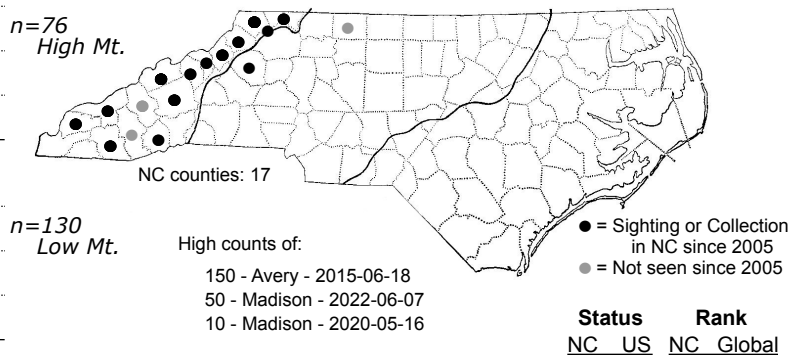 n=76
High Mt.
NC counties: 17
n=130
Low Mt.
High counts of:
150 - Avery - 2015-06-18
50 - Madison - 2022-06-07
10 - Madison - 2020-05-16
= Sighting or Collection
in NC since 2005
= Not seen since 2005
Status Rank
NC US NC Global